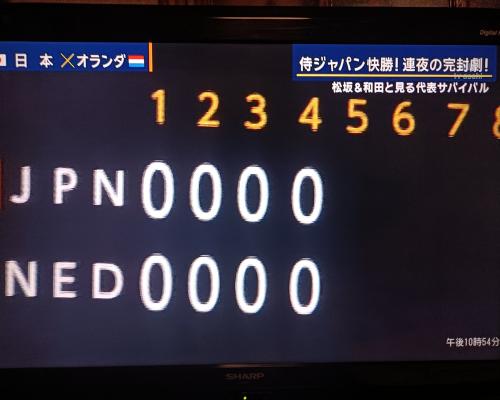 日 本 × オランダ
侍ジャパン快勝!連夜の完封劇!
tv asahi
松坂&和田と見る代表サバイバル
1 2 3 4 5 6 7 8
JPN 0 0 0 0
NED 0 0 0 0
午後10時54分
SHARP